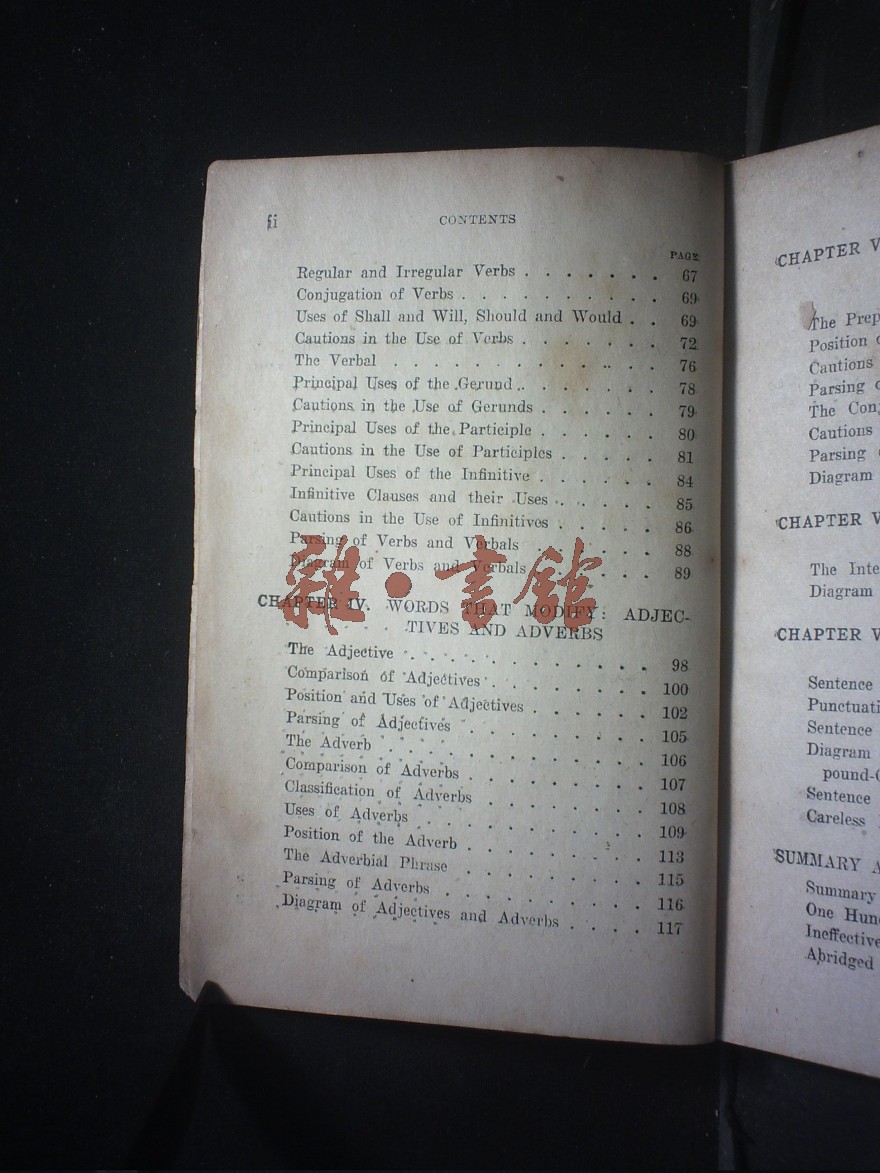 CONTENTS
PAGE
Regular and Irregular Verbs . . . . . . . 67
Conjugation of Verbs . . . . . . . . . . 69
Uses of Shall and Will, Should and Would . . 69
Cautions in the Use of Verbs . . . . . . . 72
The Verbal . . . . . . . . . . . . . 76
Principal Uses of the Gerund . . . . . . . 78
Cautions in the Use of Gerunds . . . . . . 79
Principal Uses of the Participle . . . . . . 80
Cautions in the Use of Participles . . . . . 81
Principal Uses of the Infinitive . . . . . . 84
Infinitive Clauses and their Uses . . . . . 85
Cautions in the Use of Infinitives . . . . . 86
Parsing of Verbs and Verbals . . . . . . 88
Diagram of Verbs and Verbals . . . . . . 89
雜·書館
CHAPTER IV. WORDS THAT MODIFY: ADJEC-
TIVES AND ADVERBS
The Adjective . . . . . . . . . . . . 98
Comparison of Adjectives . . . . . . . . 100
Position and Uses of Adjectives . . . . . . 102
Parsing of Adjectives . . . . . . . . . 105
The Adverb . . . . . . . . . . . . 106
Comparison of Adverbs . . . . . . . . 107
Classification of Adverbs . . . . . . . . 108
Uses of Adverbs . . . . . . . . . . 109
Position of the Adverb . . . . . . . . 113
The Adverbial Phrase . . . . . . . . 115
Parsing of Adverbs . . . . . . . . . 116
Diagram of Adjectives and Adverbs . . . . 117
CHAPTER V
The Prep
Position
Cautions
Parsing
The Con
Cautions
Parsing
Diagram
CHAPTER V
The Inte
Diagram
CHAPTER V
Sentence
Punctuati
Sentence
Diagram
pound-
Sentence
Careless
SUMMARY A
Summary
One Hun
Ineffective
Abridged